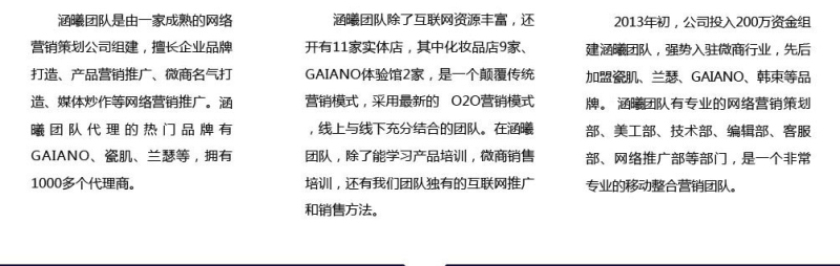 涵曦团队是由一家成熟的网络
营销策划公司组建，擅长企业品牌
打造、产品营销推广、微商名气打
造、媒体炒作等网络营销推广。涵
曦团队代理的热门品牌有
GAIANO、瓷肌、兰瑟等，拥有
1000多个代理商。
涵曦团队除了互联网资源丰富，还
开有11家实体店，其中化妆品店9家、
GAIANO体验馆2家，是一个颠覆传统
营销模式，采用最新的 O2O营销模式
，线上与线下充分结合的团队。在涵曦
团队，除了能学习产品培训，微商销售
培训，还有我们团队独有的互联网推广
和销售方法。
2013年初，公司投入200万资金组
建涵曦团队，强势入驻微商行业，先后
加盟瓷肌、兰瑟、GAIANO、韩束等品
牌。 涵曦团队有专业的网络营销策划
部、美工部、技术部、编辑部、客服
部、网络推广部等部门，是一个非常
专业的移动整合营销团队。